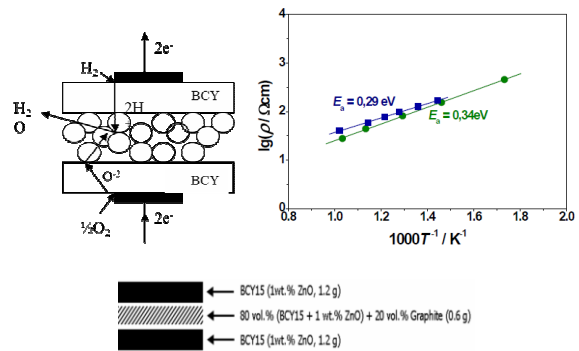 2e-
H2
BCY
2H
H2
O
O-2
BCY
½O2
2e-
lg(ρ/ Ωcm)
4
3
2
1
0
Ea = 0,29 eV
Ea = 0,34eV
0.8 1.0 1.2 1.4 1.6 1.8 2.0
1000T-1 / K-1
BCY15 (1wt.% ZnO, 1.2 g)
80 vol.% (BCY15 + 1 wt.% ZnO) + 20 vol.% Graphite (0.6 g)
BCY15 (1wt.% ZnO, 1.2 g)